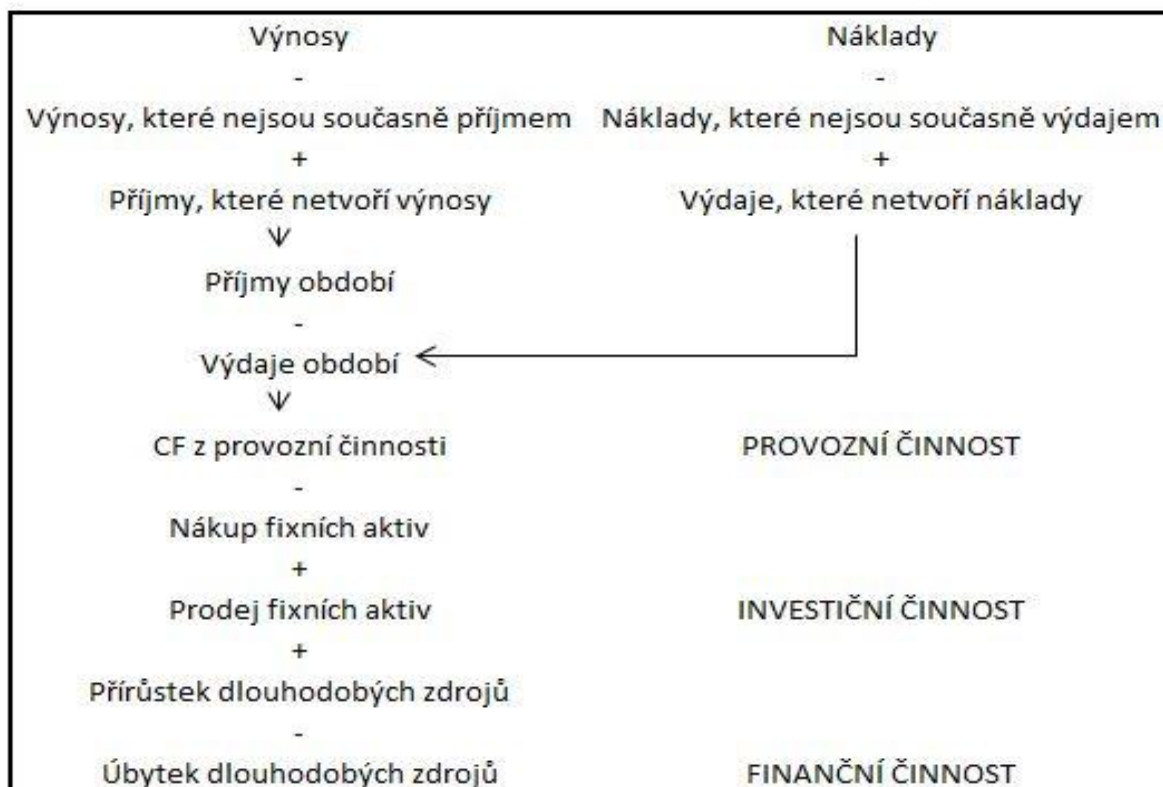 Výnosy Náklady
- -
Výnosy, které nejsou současně příjmem Náklady, které nejsou současně výdajem
+ +
Příjmy, které netvoří výnosy Výdaje, které netvoří náklady
Příjmy období
-
Výdaje období
CF z provozní činnosti PROVOZNÍ ČINNOST
-
Nákup fixních aktiv
+
Prodej fixních aktiv INVESTIČNÍ ČINNOST
+
Přírůstek dlouhodobých zdrojů
-
Úbytek dlouhodobých zdrojů FINANČNÍ ČINNOST